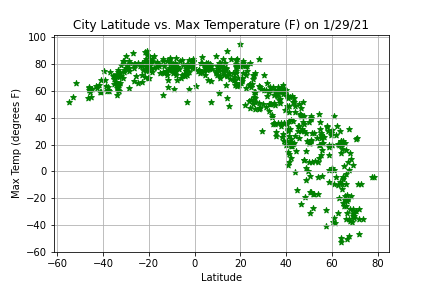 City Latitude vs. Max Temperature (F) on 1/29/21
Max Temp (degrees F)
100
80
60
40
20
0
−20
−40
−60
−60 −40 −20 0 20 40 60 80
Latitude